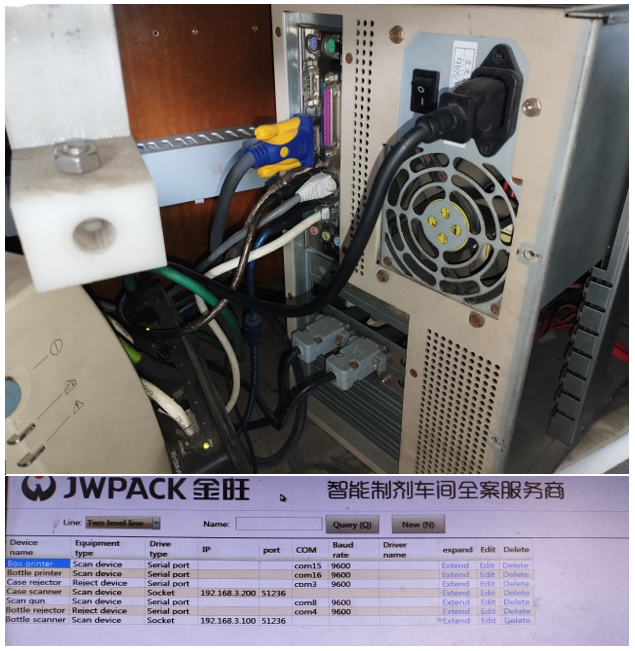 JWPACK 金旺
智能制剂车间全案服务商
Line: Two level line Name: Query (Q) New (N)
Device name Equipment type Drive type IP port COM Baud rate Driver name expand Edit Delete
Box printer Scan device Serial port com15 9600 Extend Edit Delete
Bottle printer Scan device Serial port com16 9600 Extend Edit Delete
Case rejector Reject device Serial port com3 9600 Extend Edit Delete
Case scanner Scan device Socket 192.168.3.200 51236 Extend Edit Delete
Scan gun Scan device Serial port com8 9600 Extend Edit Delete
Bottle rejector Reject device Serial port com4 9600 Extend Edit Delete
Bottle scanner Scan device Socket 192.168.3.100 51236 Extend Edit Delete